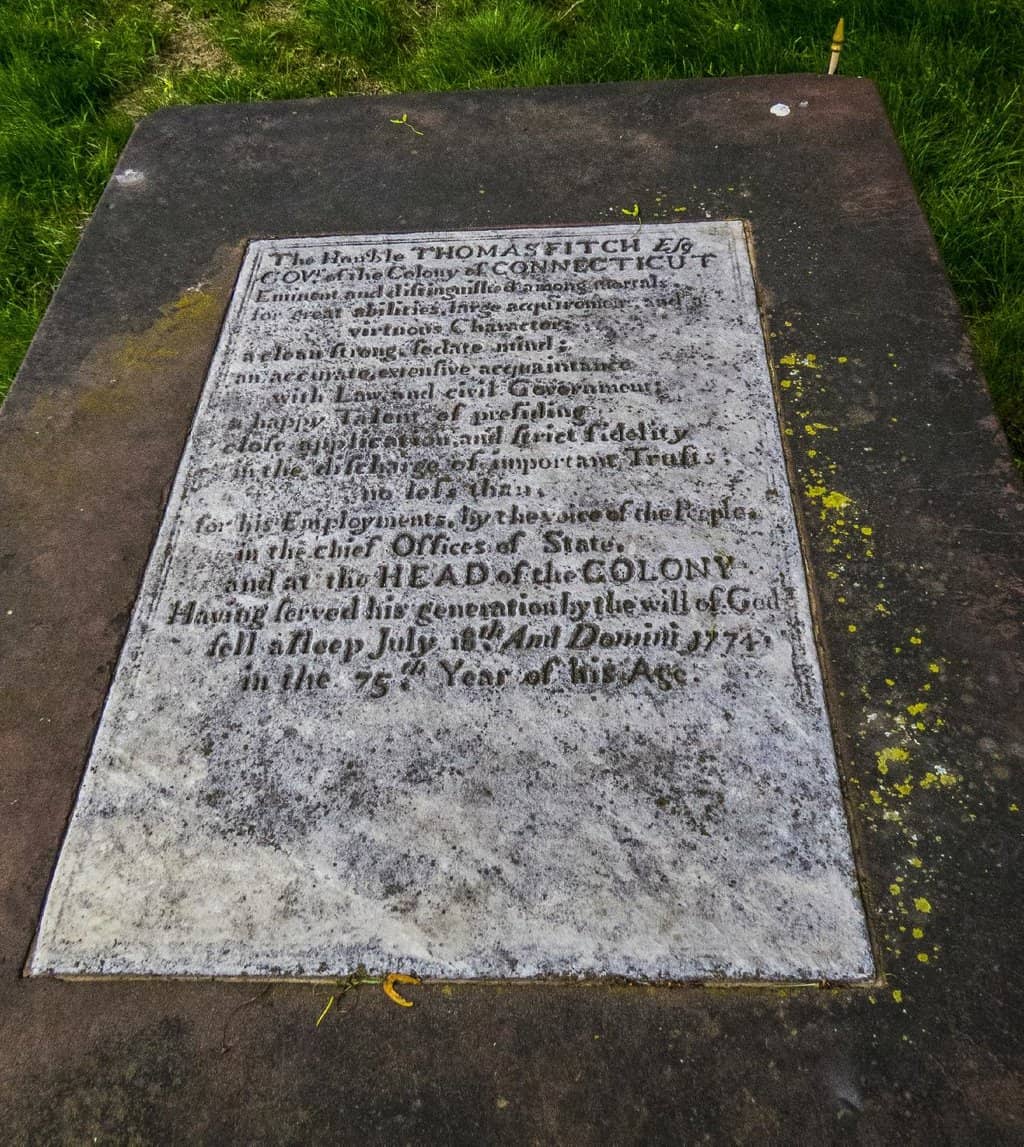 The Honble THOMAS FITCH Esq
GOVr. of the Colony of CONNECTICUT
Eminent and diſtinguiſhed among mortals
for great abilities, large acquirements and a
virtuous Character;
a clean ſtrong, ſedate mind;
an accurate, extenſive acquaintance
with Law, and civil Government;
a happy Talent of preſiding
cloſe application, and ſtrict fidelity
in the diſcharge of important Truſts;
no leſs than,
for his Employments, by the voice of the People
in the chief Offices of State,
and at the HEAD of the COLONY
Having ſerved his generation by the will of God
fell aſleep July 18th. And Domini 1774,
in the 75.th Year of his Age.